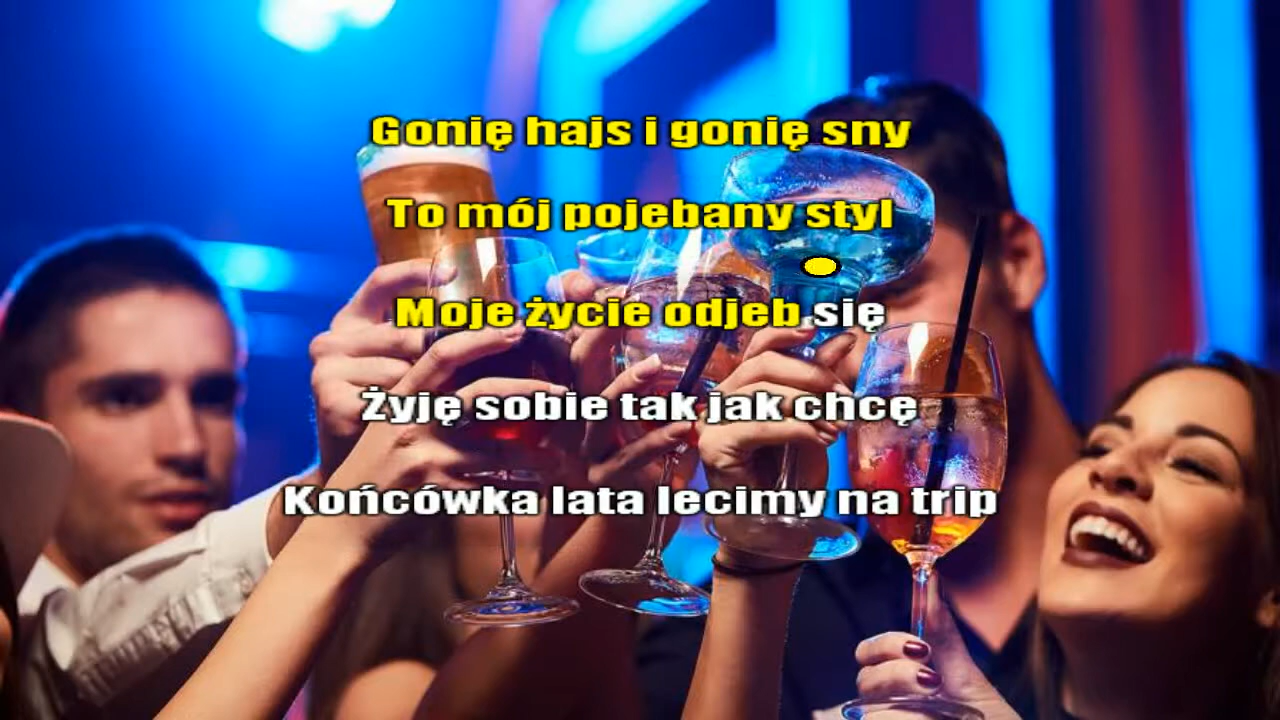 Gonię hajs i gonię sny
To mój pojebany styl
Moje życie odjeb się
Żyję sobie tak jak chcę
Końcówka lata lecimy na trip